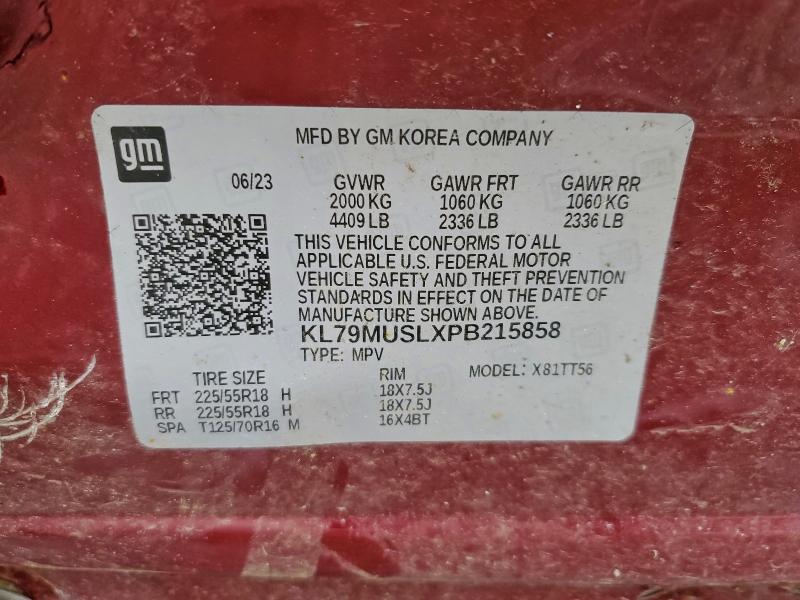 gm
MFD BY GM KOREA COMPANY
06/23 GVWR GAWR FRT GAWR RR
2000 KG 1060 KG 1060 KG
4409 LB 2336 LB 2336 LB
THIS VEHICLE CONFORMS TO ALL
APPLICABLE U.S. FEDERAL MOTOR
VEHICLE SAFETY AND THEFT PREVENTION
STANDARDS IN EFFECT ON THE DATE OF
MANUFACTURE SHOWN ABOVE.
KL79MUSLXPB215858
TYPE: MPV MODEL: X81TT56
TIRE SIZE RIM
FRT 225/55R18 H 18X7.5J
RR 225/55R18 H 18X7.5J
SPA T125/70R16 M 16X4BT